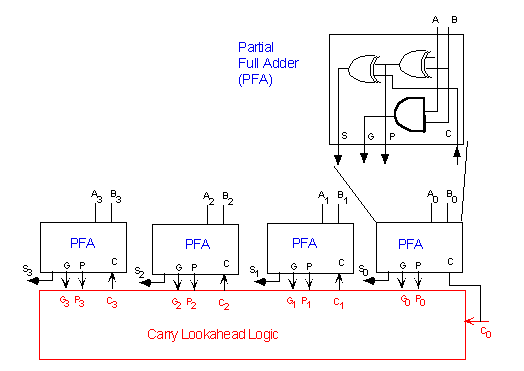 A B
Partial
Full Adder
(PFA)
S G P C
A3 B3 A2 B2 A1 B1 A0 B0
PFA PFA PFA PFA
G P C G P C G P C G P C
S3 S2 S1 S0
G3 P3 C3 G2 P2 C2 G1 P1 C1 G0 P0
C0
Carry Lookahead Logic